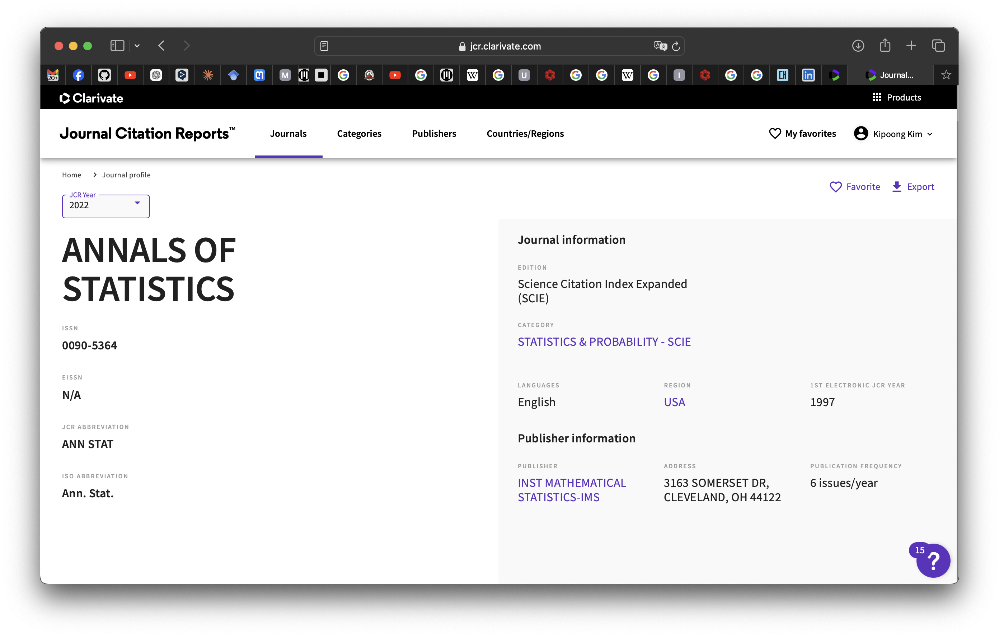 jcr.clarivate.com
20+
M
W
U
W
I
CH
in
Journal...
Clarivate
Products
Journal Citation Reports™
Journals
Categories
Publishers
Countries/Regions
My favorites
Kipoong Kim
Home > Journal profile
Favorite
Export
JCR Year
2022
ANNALS OF
STATISTICS
ISSN
0090-5364
EISSN
N/A
JCR ABBREVIATION
ANN STAT
ISO ABBREVIATION
Ann. Stat.
Journal information
EDITION
Science Citation Index Expanded
(SCIE)
CATEGORY
STATISTICS & PROBABILITY - SCIE
LANGUAGES
English
REGION
USA
1ST ELECTRONIC JCR YEAR
1997
Publisher information
PUBLISHER
INST MATHEMATICAL
STATISTICS-IMS
ADDRESS
3163 SOMERSET DR,
CLEVELAND, OH 44122
PUBLICATION FREQUENCY
6 issues/year
15
?